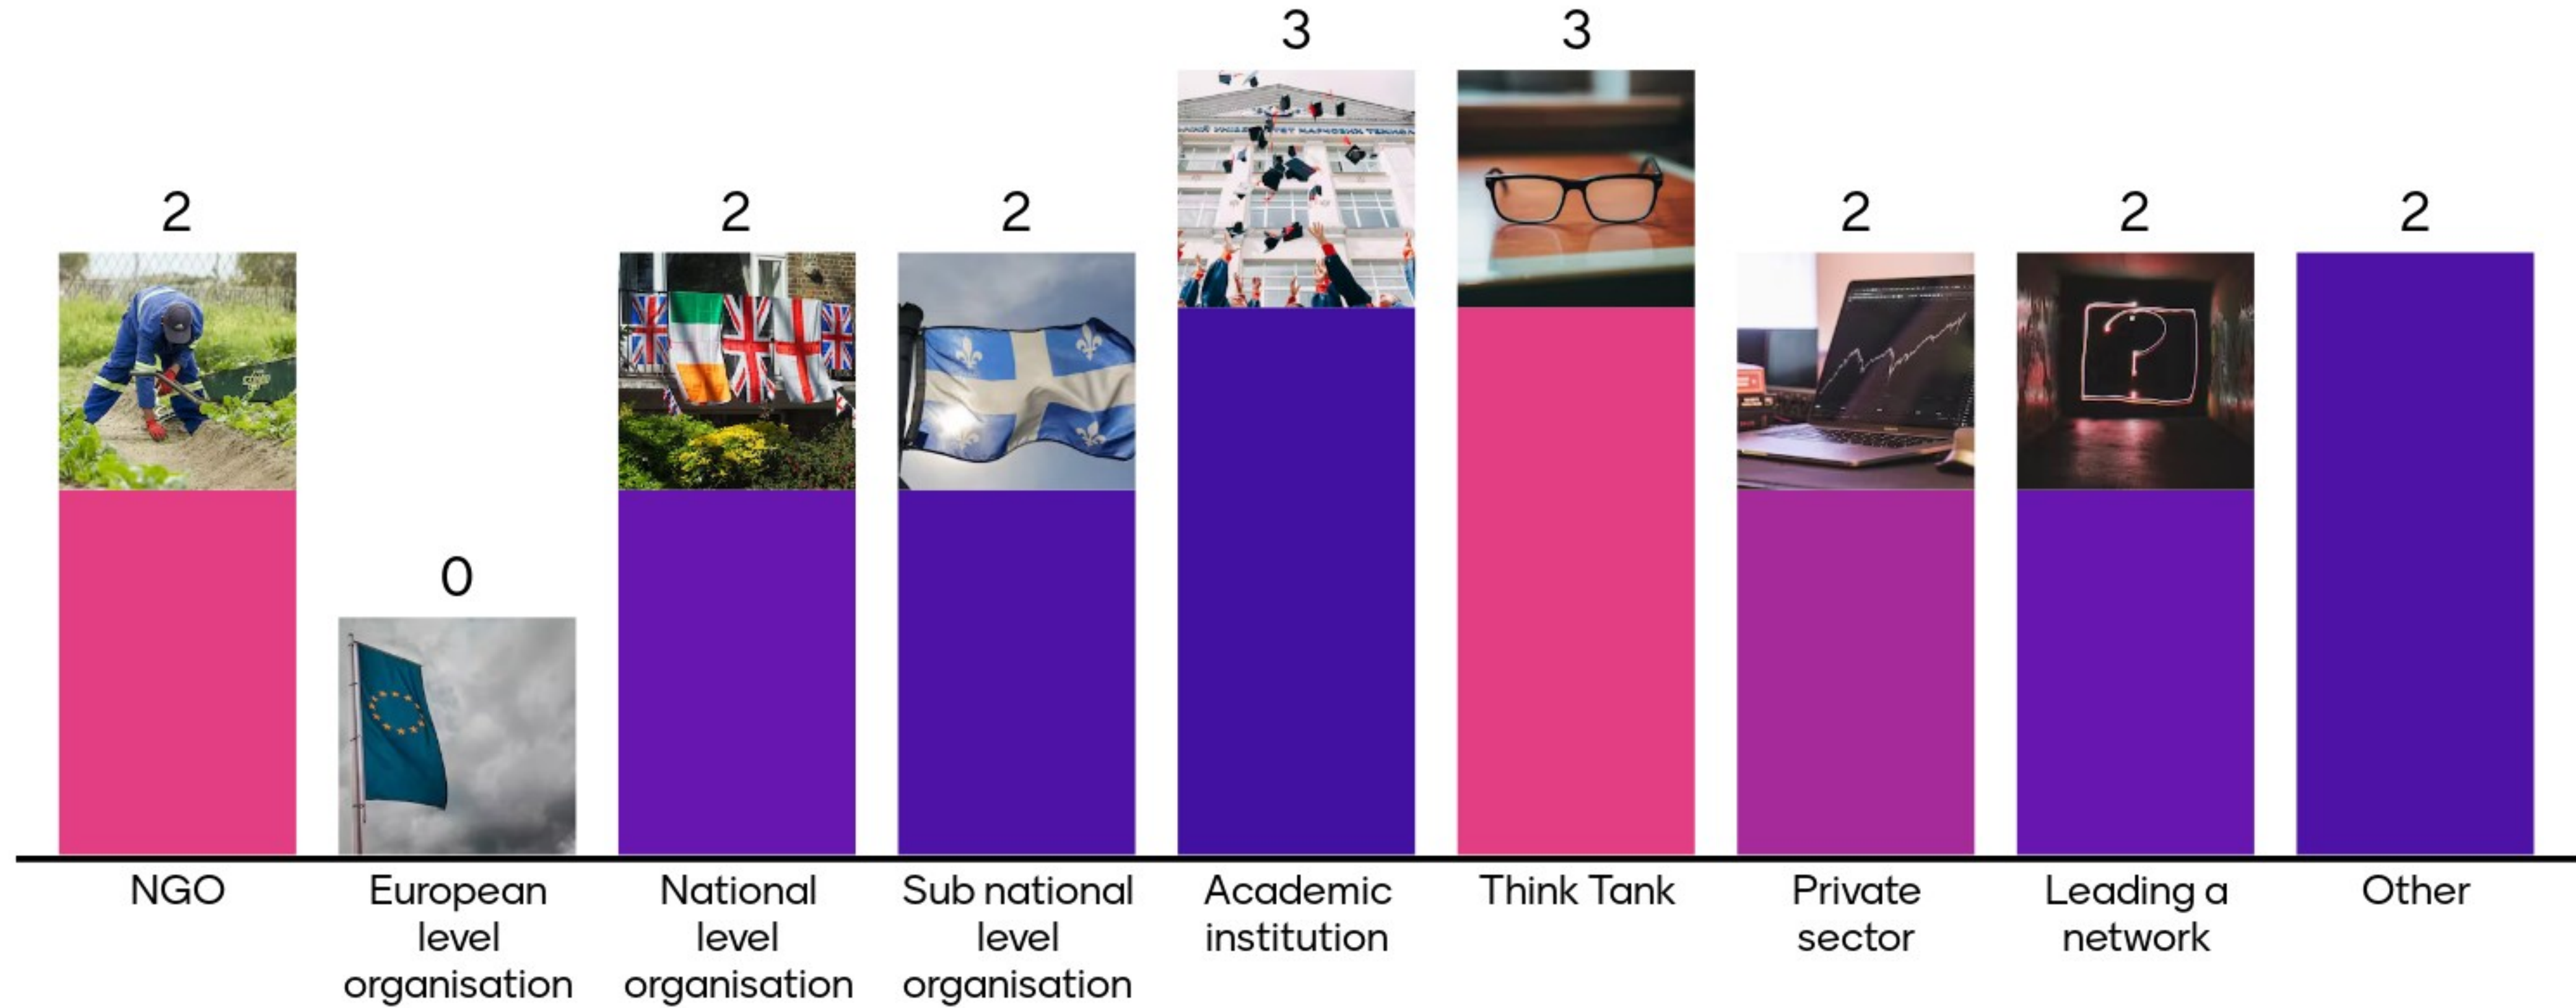 3
3
2
2
2
2
2
2
0
NGO
European
level
organisation
National
level
organisation
Sub national
level
organisation
Academic
institution
Think Tank
Private
sector
Leading a
network
Other